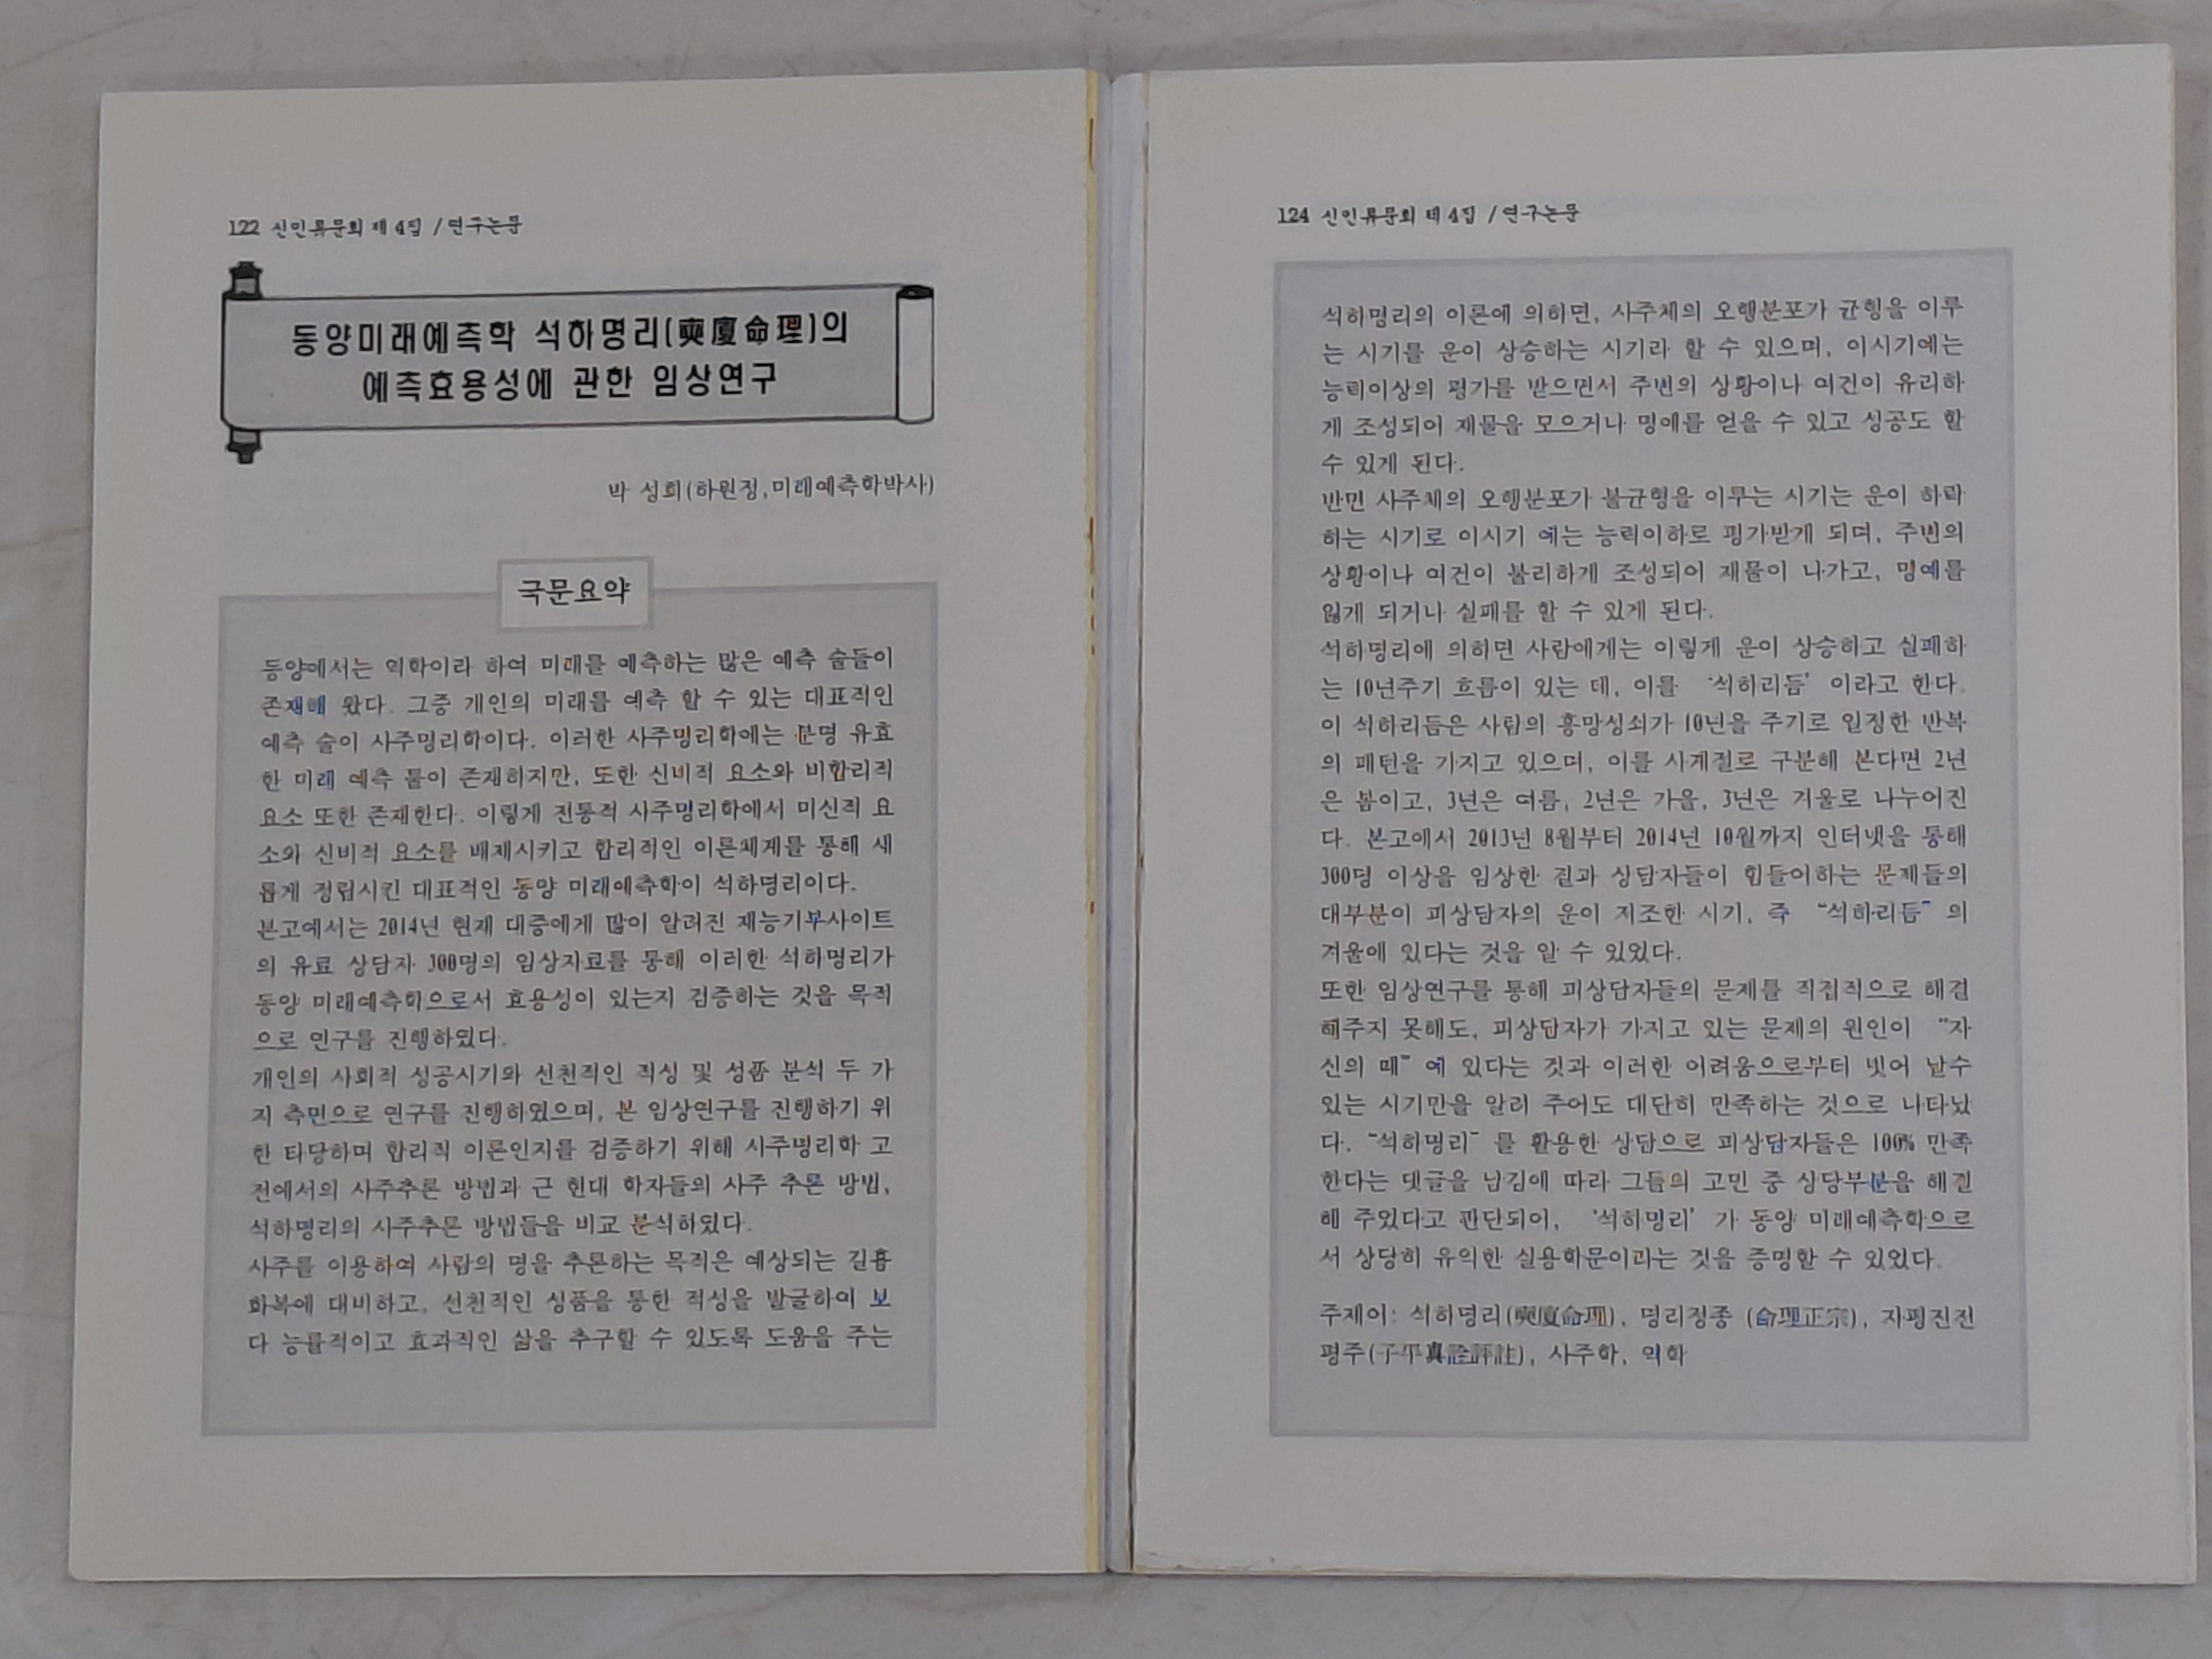 122 신인류문화 제 4집 / 연구논문
동양미래예측학 석하명리(奭廈命理)의
예측효용성에 관한 임상연구
박 성희(하원정,미래예측학박사)
국문요약
동양에서는 역학이라 하여 미래를 예측하는 많은 예측 술들이
존재해 왔다. 그중 개인의 미래를 예측 할 수 있는 대표적인
예측 술이 사주명리학이다. 이러한 사주명리학에는 분명 유효
한 미래 예측 툴이 존재하지만, 또한 신비적 요소와 비합리적
요소 또한 존재한다. 이렇게 전통적 사주명리학에서 미신적 요
소와 신비적 요소를 배제시키고 합리적인 이론체계를 통해 새
롭게 정립시킨 대표적인 동양 미래예측학이 석하명리이다.
본고에서는 2014년 현재 대중에게 많이 알려진 재능기부사이트
의 유료 상담자 300명의 임상자료를 통해 이러한 석하명리가
동양 미래예측학으로서 효용성이 있는지 검증하는 것을 목적
으로 연구를 진행하였다.
개인의 사회적 성공시기와 선천적인 적성 및 성품 분석 두 가
지 측면으로 연구를 진행하였으며, 본 임상연구를 진행하기 위
한 타당하며 합리적 이론인지를 검증하기 위해 사주명리학 고
전에서의 사주추론 방법과 근 현대 학자들의 사주 추론 방법,
석하명리의 사주추론 방법들을 비교 분석하였다.
사주를 이용하여 사람의 명을 추론하는 목적은 예상되는 길흉
화복에 대비하고, 선천적인 성품을 통한 적성을 발굴하여 보
다 능률적이고 효과적인 삶을 추구할 수 있도록 도움을 주는
124 신인류문화 제 4집 / 연구논문
석하명리의 이론에 의하면, 사주체의 오행분포가 균형을 이루
는 시기를 운이 상승하는 시기라 할 수 있으며, 이시기에는
능력이상의 평가를 받으면서 주변의 상황이나 여건이 유리하
게 조성되어 재물을 모으거나 명예를 얻을 수 있고 성공도 할
수 있게 된다.
반면 사주체의 오행분포가 불균형을 이루는 시기는 운이 하락
하는 시기로 이시기 에는 능력이하로 평가받게 되며, 주변의
상황이나 여건이 불리하게 조성되어 재물이 나가고, 명예를
잃게 되거나 실패를 할 수 있게 된다.
석하명리에 의하면 사람에게는 이렇게 운이 상승하고 실패하
는 10년주기 흐름이 있는 데, 이를 '석하리듬' 이라고 한다.
이 석하리듬은 사람의 흥망성쇠가 10년을 주기로 일정한 반복
의 패턴을 가지고 있으며, 이를 사계절로 구분해 본다면 2년
은 봄이고, 3년은 여름, 2년은 가을, 3년은 겨울로 나누어진
다. 본고에서 2013년 8월부터 2014년 10월까지 인터넷을 통해
300명 이상을 임상한 결과 상담자들이 힘들어하는 문제들의
대부분이 피상담자의 운이 저조한 시기, 즉 "석하리듬" 의
겨울에 있다는 것을 알 수 있었다.
또한 임상연구를 통해 피상담자들의 문제를 직접적으로 해결
해주지 못해도, 피상담자가 가지고 있는 문제의 원인이 "자
신의 때" 에 있다는 것과 이러한 어려움으로부터 벗어 날수
있는 시기만을 알려 주어도 대단히 만족하는 것으로 나타났
다. "석하명리" 를 활용한 상담으로 피상담자들은 100% 만족
한다는 댓글을 남김에 따라 그들의 고민 중 상당부분을 해결
해 주었다고 판단되어, '석하명리' 가 동양 미래예측학으로
서 상당히 유의한 실용학문이라는 것을 증명할 수 있었다.
주제어: 석하명리(奭廈命理), 명리정종 (命理正宗), 자평진전
평주(子平真詮評註), 사주학, 역학